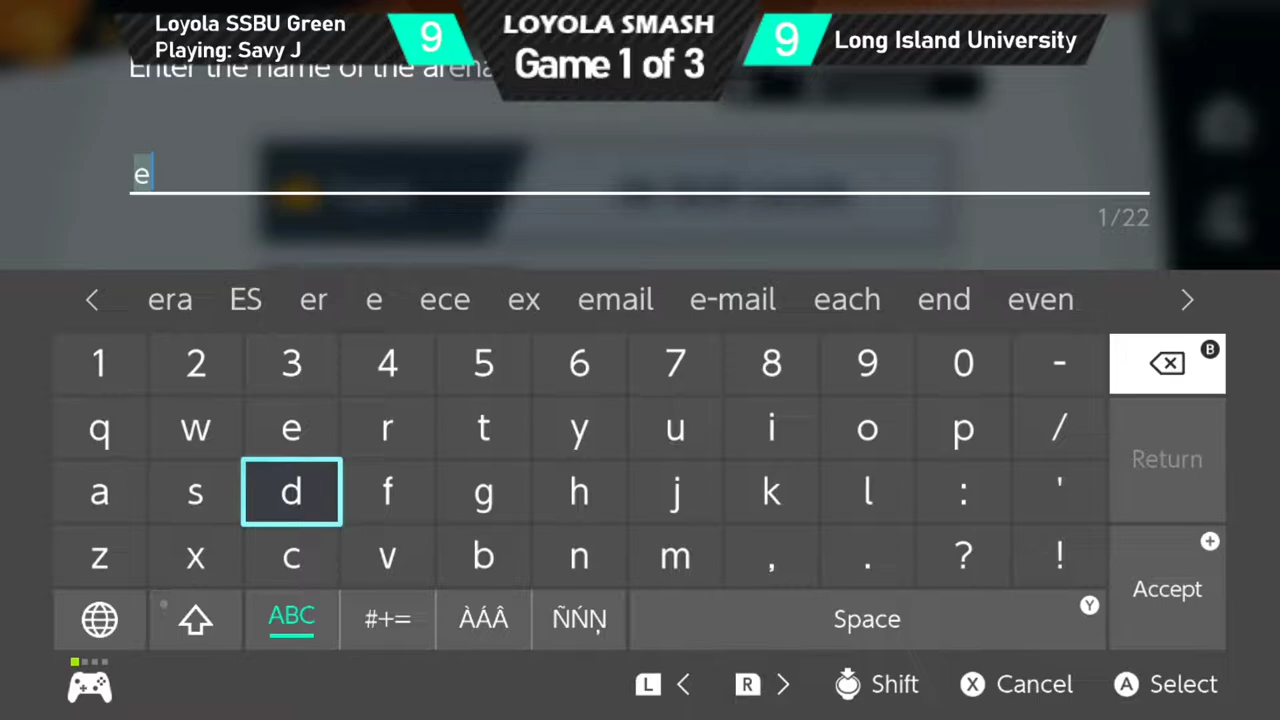 Loyola SSBU Green
Playing: Savy J
9
LOYOLA SMASH
Game 1 of 3
9
Long Island University
Enter the name of the arena
e
1/22
era ES er e ece ex email e-mail each end even
1 2 3 4 5 6 7 8 9 0 -
B
q w e r t y u i o p /
Return
a s d f g h j k l : '
z x c v b n m , . ? !
+
Accept
ABC #+= ÀÁÂ ÑŃŅ Space
Y
L R Shift X Cancel A Select